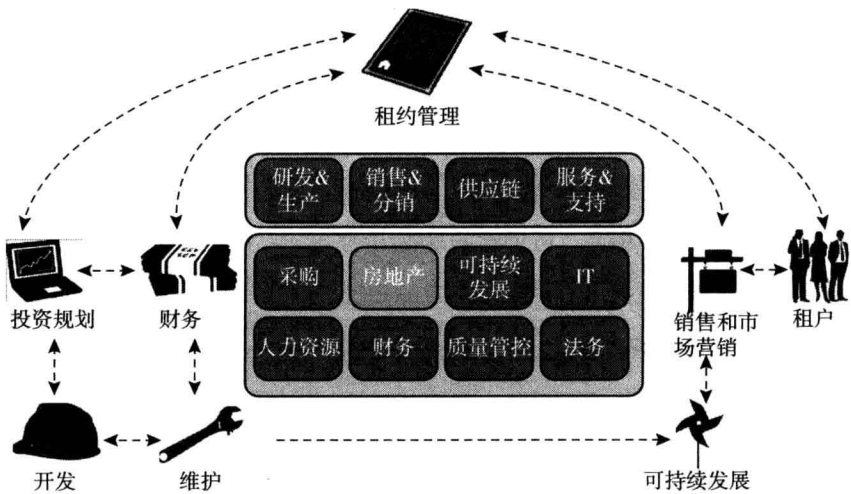 租约管理
研发&
生产
销售&
分销
供应链
服务&
支持
采购
房地产
可持续
发展
IT
人力资源
财务
质量管控
法务
投资规划
财务
销售和市
场营销
租户
开发
维护
可持续发展